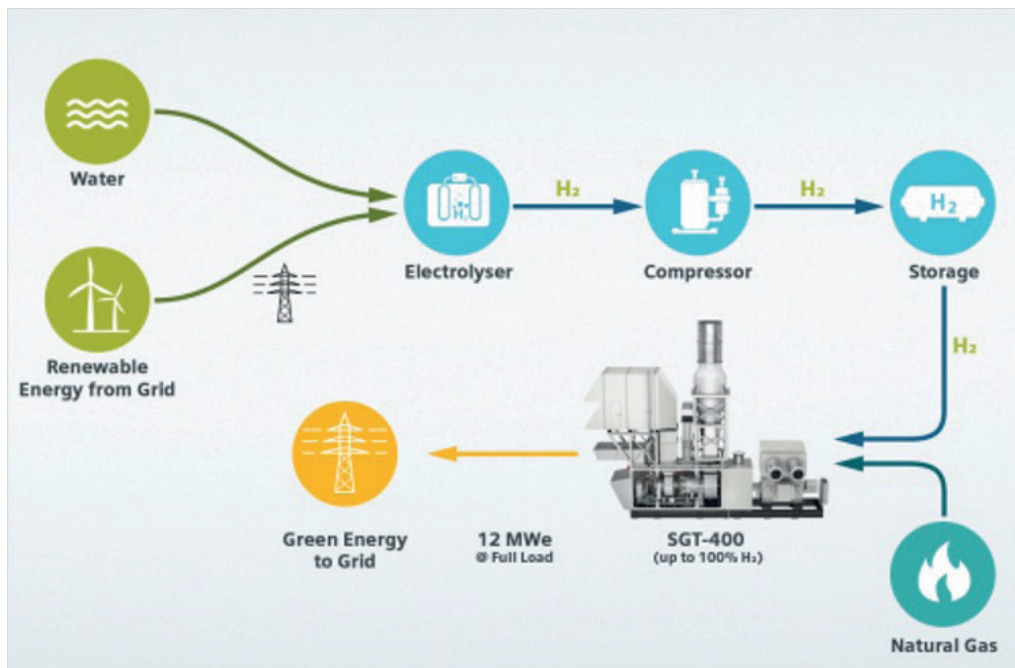 Water
Renewable
Energy from Grid
H₂
Electrolyser
H₂
Compressor
H₂
H₂
Storage
H₂
Green Energy
to Grid
12 MWe
@ Full Load
SGT-400
(up to 100% H₂)
Natural Gas